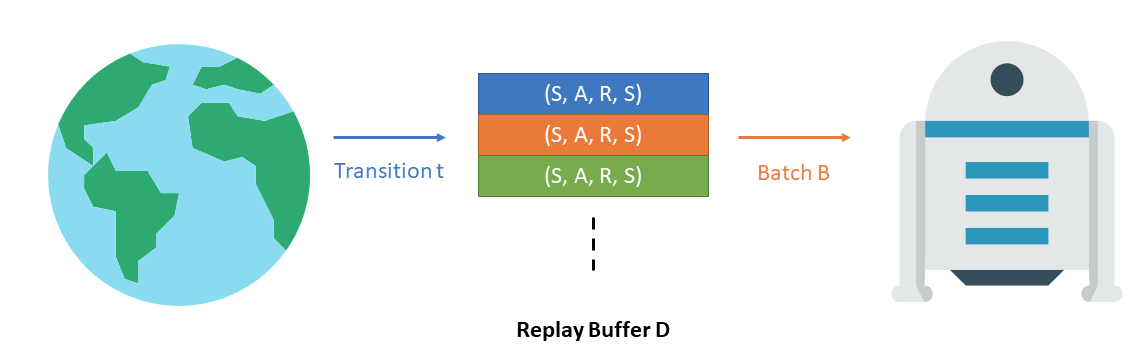 (S, A, R, S)
(S, A, R, S)
(S, A, R, S)
Transition t
Batch B
Replay Buffer D